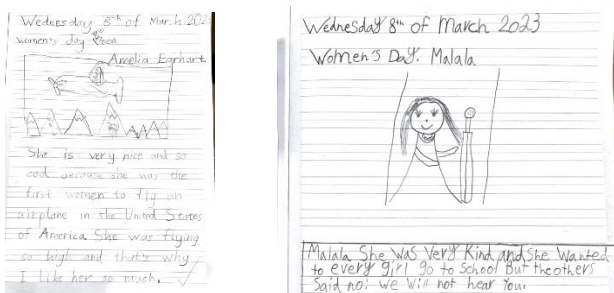 Wednesday 8th of March 202
women's day
Amelia Earhart
She is very nice and so
cool because she was the
first women to fly an
airplane in the United States
of America She was flying
so high and that's why
I like her so much.
Wednesday 8th of March 2023
Women's Day. Malala
Malala She was very kind and she wanted
to every girl go to school But the others
said no! we will not hear you.